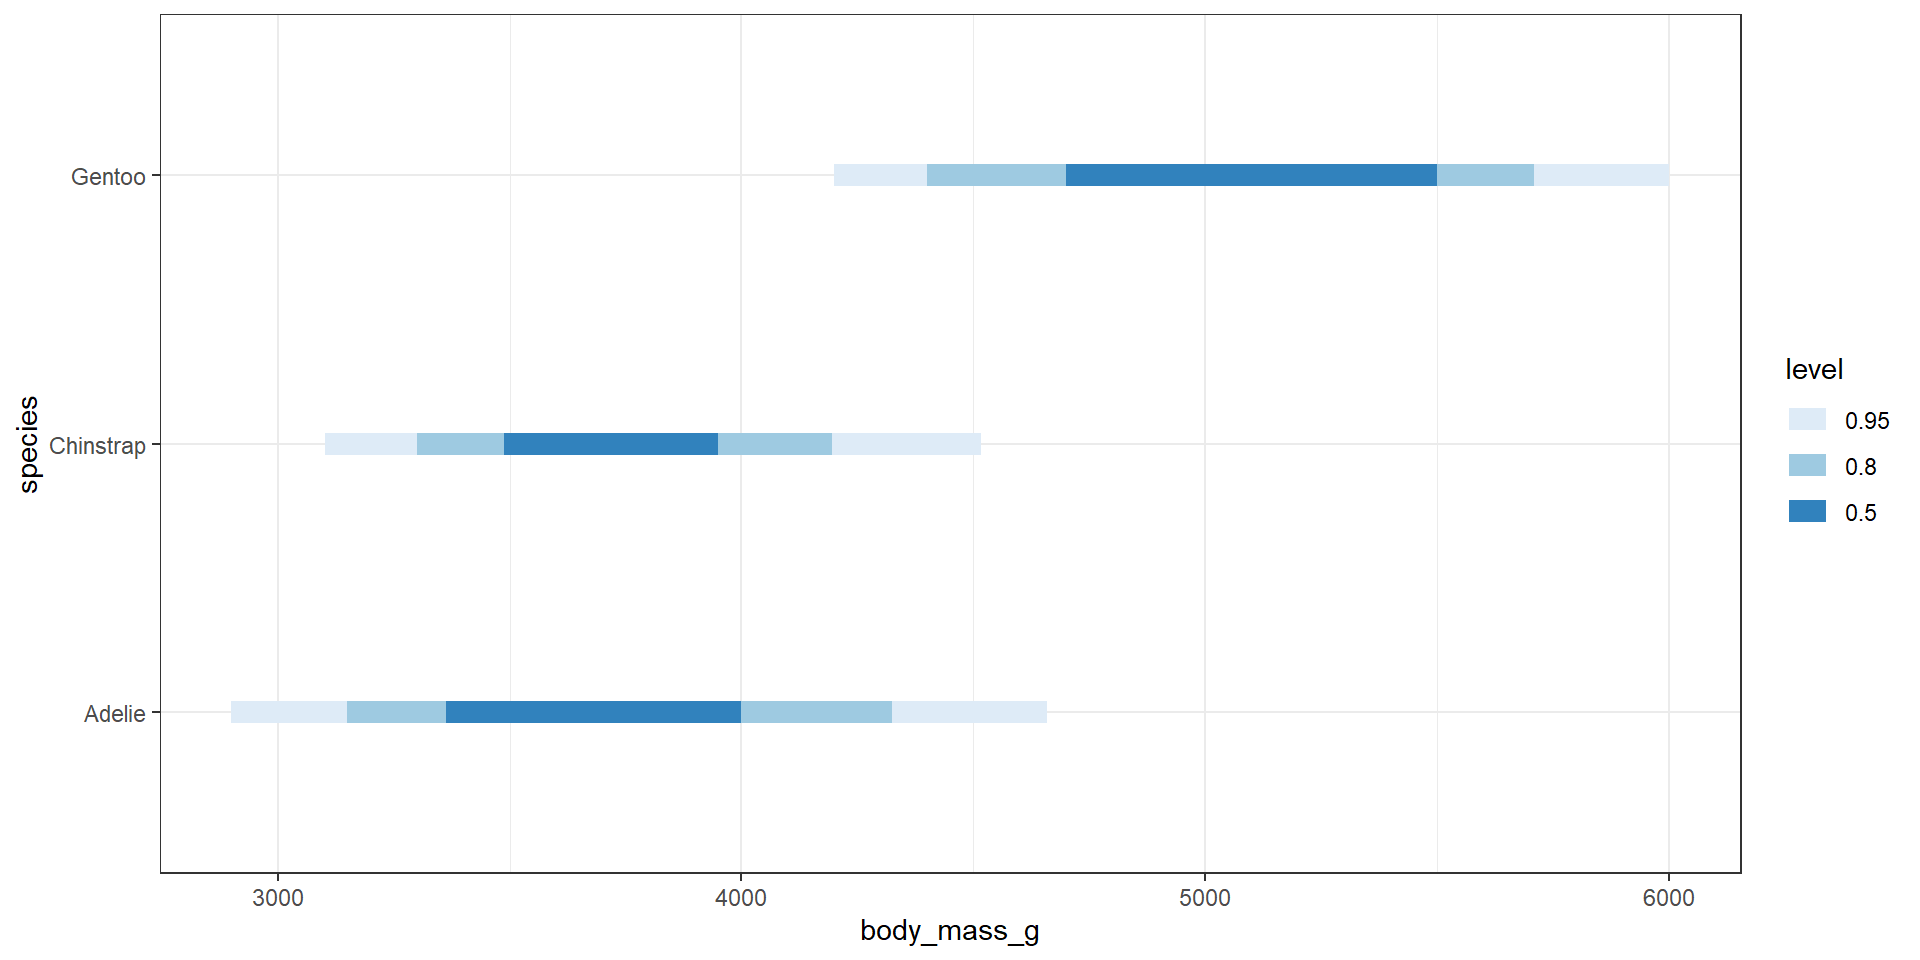 species
Gentoo
Chinstrap
Adelie
3000 4000 5000 6000
body_mass_g
level
0.95
0.8
0.5